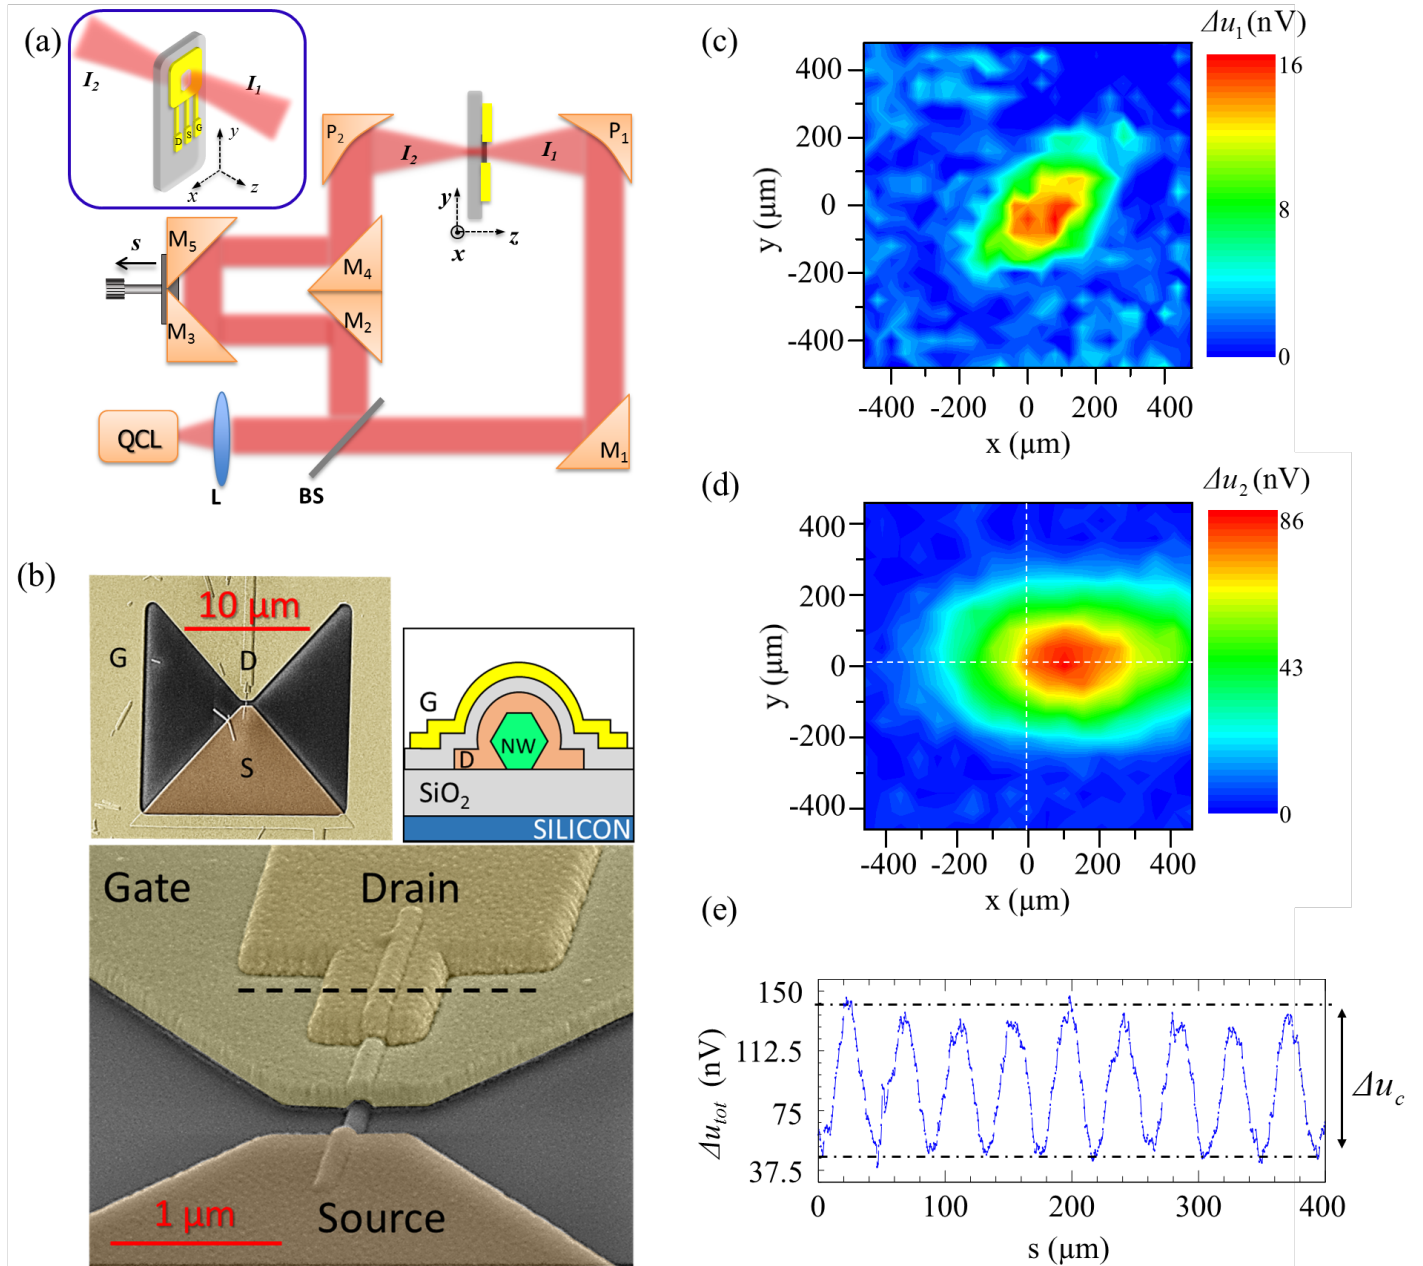 (a)
I2
I1
D
S
G
y
x
z
P2
I2
I1
P1
y
z
x
s
M5
M4
M3
M2
QCL
L
BS
M1
(b)
10 μm
G
D
S
G
NW
D
SiO2
SILICON
Gate
Drain
1 μm
Source
(c)
Δu1 (nV)
400
200
0
-200
-400
y (μm)
-400 -200 0 200 400
x (μm)
16
8
0
(d)
Δu2 (nV)
400
200
0
-200
-400
y (μm)
-400 -200 0 200 400
x (μm)
86
43
0
(e)
150
112.5
75
37.5
Δutot (nV)
0 100 200 300 400
s (μm)
Δuc